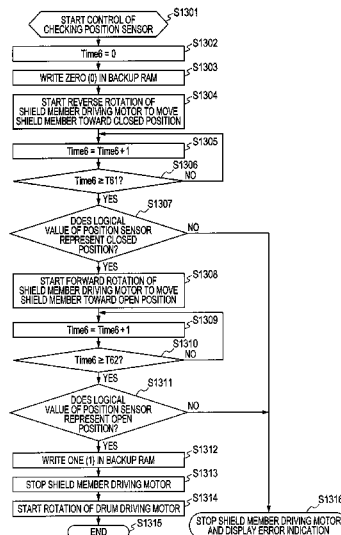 START CONTROL OF
CHECKING POSITION SENSOR
S1301
Time6 = 0
S1302
WRITE ZERO (0) IN BACKUP RAM
S1303
START REVERSE ROTATION OF
SHIELD MEMBER DRIVING MOTOR TO MOVE
SHIELD MEMBER TOWARD CLOSED POSITION
S1304
Time6 = Time6+1
S1305
Time6 ≥ T61?
S1306
NO
YES
DOES LOGICAL
VALUE OF POSITION SENSOR
REPRESENT CLOSED
POSITION?
S1307
NO
YES
START FORWARD ROTATION OF
SHIELD MEMBER DRIVING MOTOR TO MOVE
SHIELD MEMBER TOWARD OPEN POSITION
S1308
Time6 = Time6+1
S1309
Time6 ≥ T62?
S1310
NO
YES
DOES LOGICAL
VALUE OF POSITION SENSOR
REPRESENT OPEN
POSITION?
S1311
NO
YES
WRITE ONE (1) IN BACKUP RAM
S1312
STOP SHIELD MEMBER DRIVING MOTOR
S1313
START ROTATION OF DRUM DRIVING MOTOR
S1314
END
S1315
STOP SHIELD MEMBER DRIVING MOTOR
AND DISPLAY ERROR INDICATION
S1316